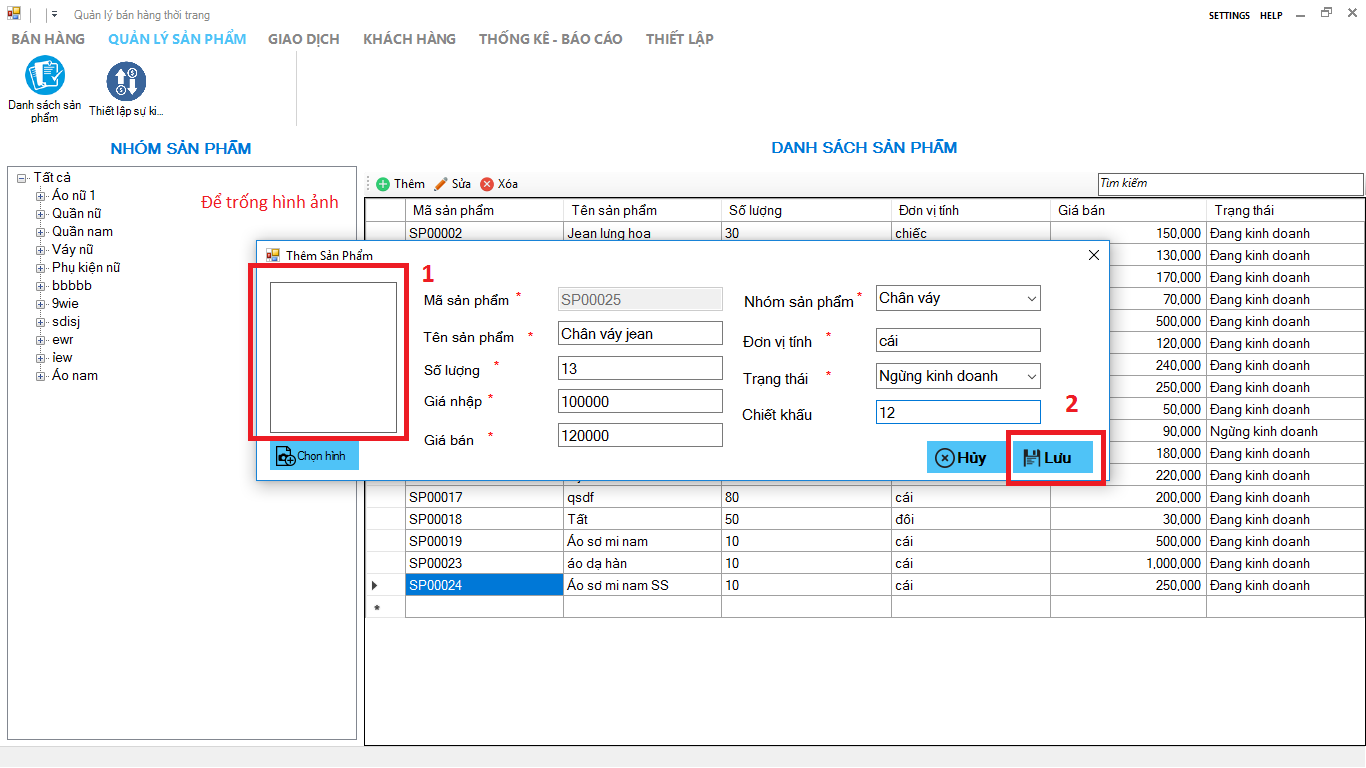 Quản lý bán hàng thời trang
SETTINGS HELP
BÁN HÀNG QUẢN LÝ SẢN PHẨM GIAO DỊCH KHÁCH HÀNG THỐNG KÊ - BÁO CÁO THIẾT LẬP
Danh sách sản phẩm
Thiết lập sự ki...
NHÓM SẢN PHẨM
Tất cả
Áo nữ 1
Quần nữ
Quần nam
Váy nữ
Phụ kiện nữ
bbbbb
9wie
sdisj
ewr
iew
Áo nam
Để trống hình ảnh
DANH SÁCH SẢN PHẨM
Thêm Sửa Xóa
Tìm kiếm
Mã sản phẩm Tên sản phẩm Số lượng Đơn vị tính Giá bán Trạng thái
SP00002 Jean lưng hoa 30 chiếc 150,000 Đang kinh doanh
130,000 Đang kinh doanh
170,000 Đang kinh doanh
70,000 Đang kinh doanh
500,000 Đang kinh doanh
120,000 Đang kinh doanh
240,000 Đang kinh doanh
250,000 Đang kinh doanh
50,000 Đang kinh doanh
90,000 Ngừng kinh doanh
180,000 Đang kinh doanh
220,000 Đang kinh doanh
SP00017 qsdf 80 cái 200,000 Đang kinh doanh
SP00018 Tất 50 đôi 30,000 Đang kinh doanh
SP00019 Áo sơ mi nam 10 cái 500,000 Đang kinh doanh
SP00023 áo dạ hàn 10 cái 1,000,000 Đang kinh doanh
SP00024 Áo sơ mi nam SS 10 cái 250,000 Đang kinh doanh
Thêm Sản Phẩm
1
Mã sản phẩm * SP00025
Tên sản phẩm * Chân váy jean
Số lượng * 13
Giá nhập * 100000
Giá bán * 120000
Nhóm sản phẩm * Chân váy
Đơn vị tính * cái
Trạng thái * Ngừng kinh doanh
Chiết khấu 12
2
Chọn hình
Hủy Lưu